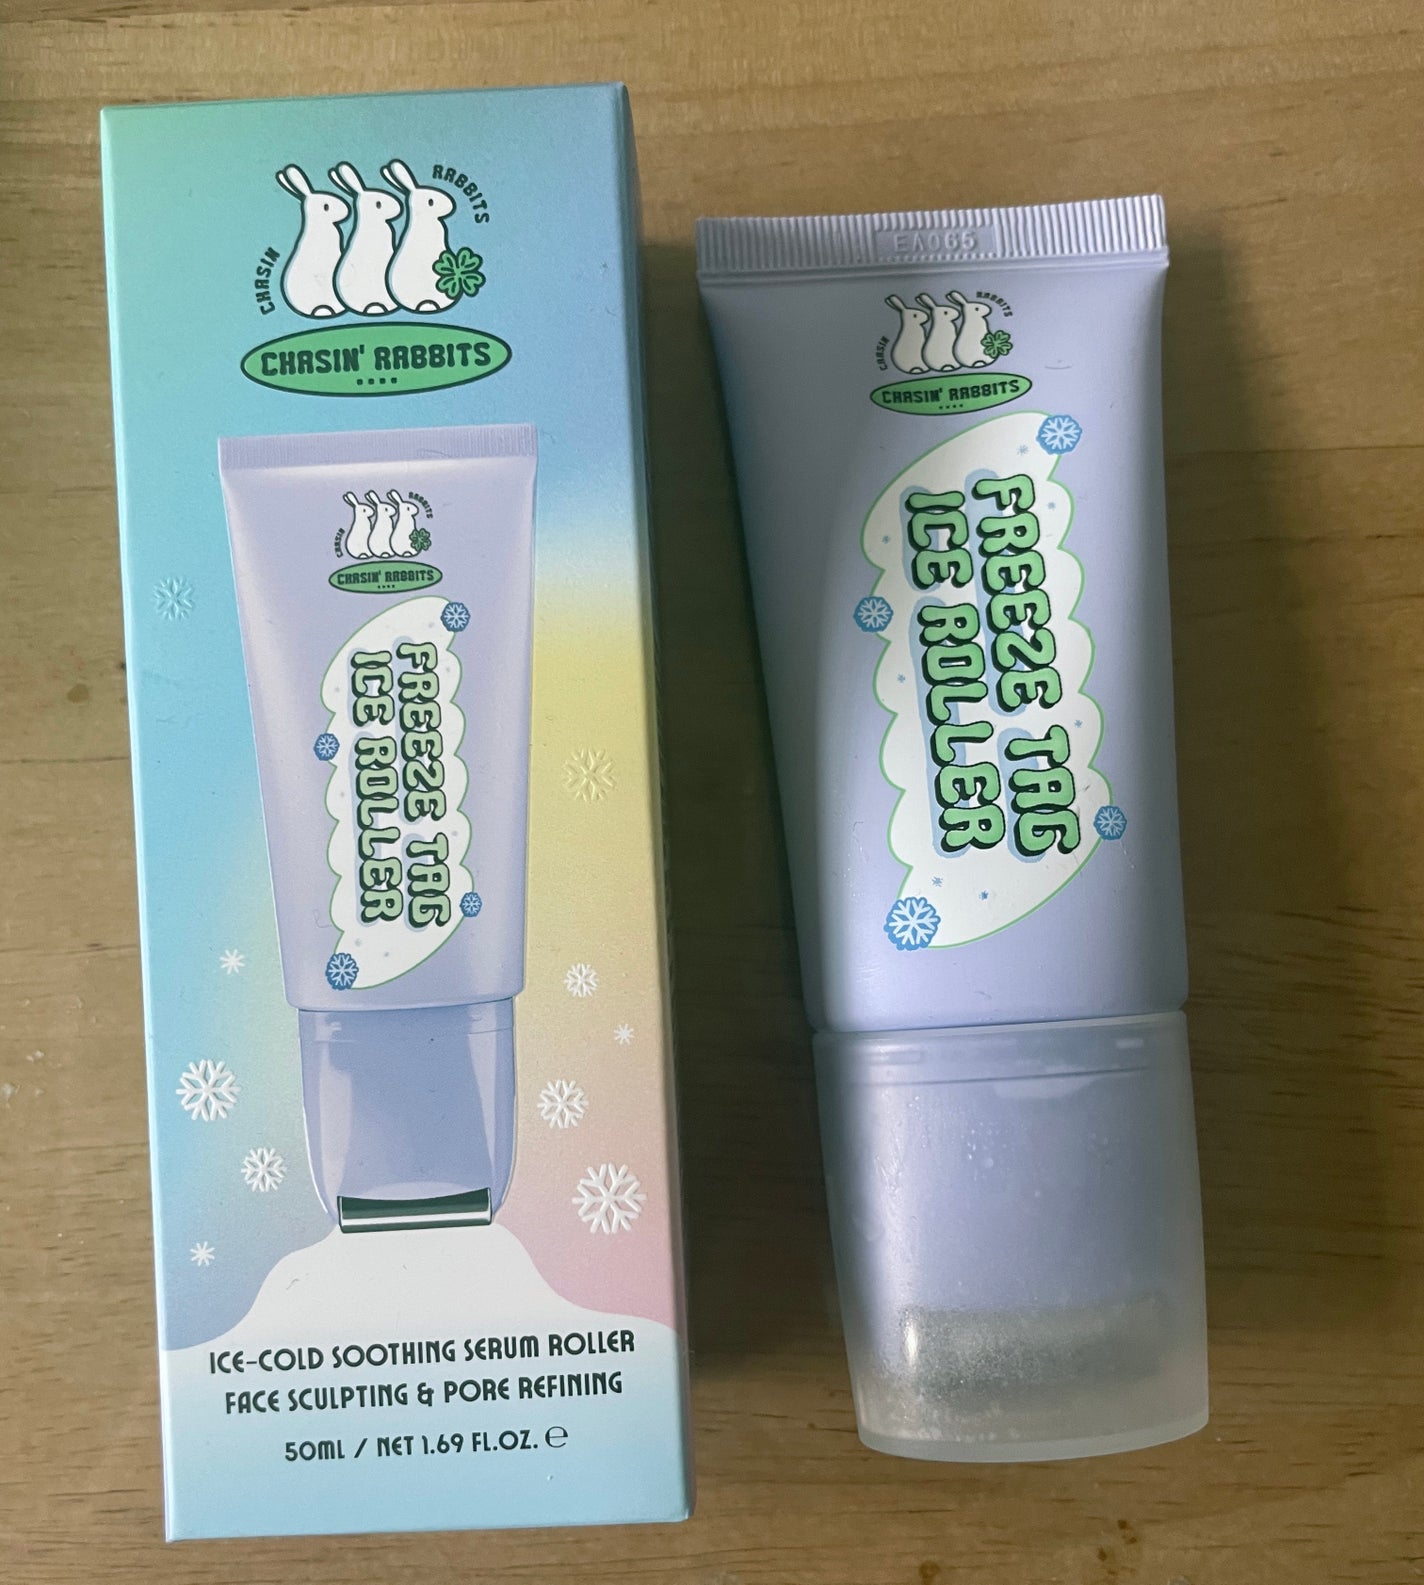 CHASIN RABBITS
CHASIN' RABBITS
CHASIN RABBITS
CHASIN' RABBITS
FREEZE TAG
ICE ROLLER
ICE-COLD SOOTHING SERUM ROLLER
FACE SCULPTING & PORE REFINING
50ML / NET 1.69 FL.OZ. ℮
EA065
CHASIN RABBITS
CHASIN' RABBITS
FREEZE TAG
ICE ROLLER